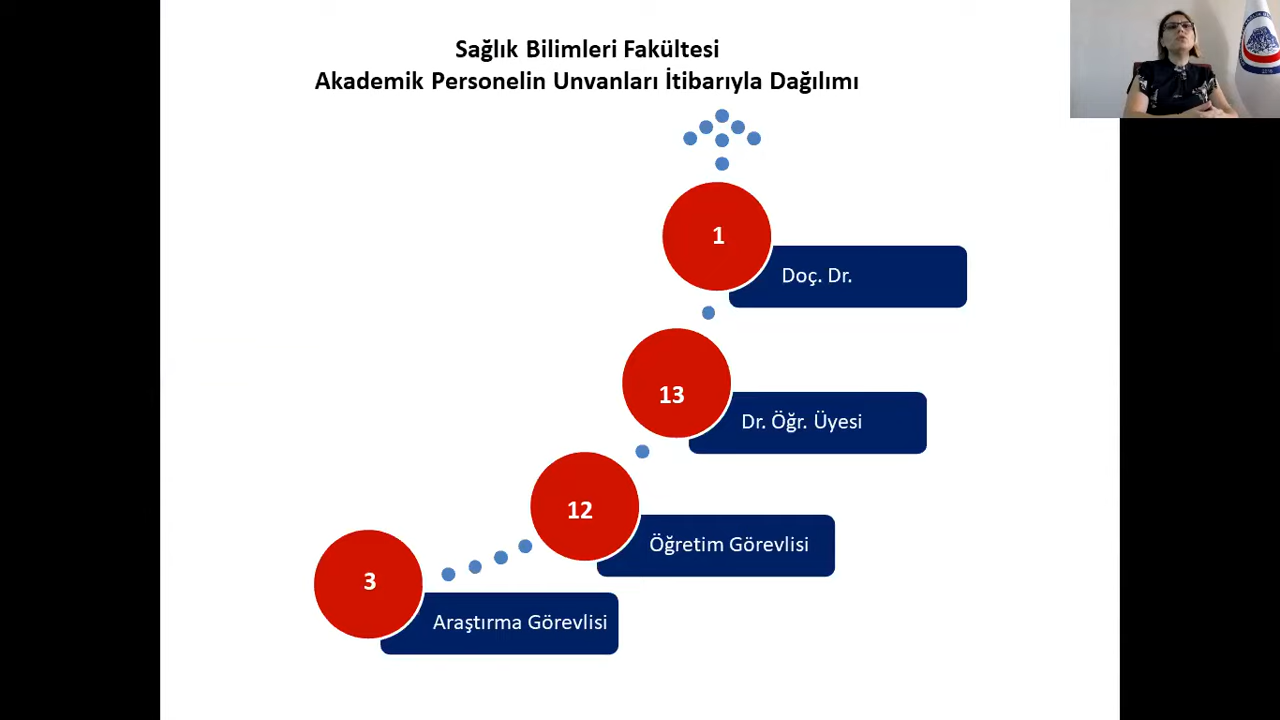 Sağlık Bilimleri Fakültesi
Akademik Personelin Unvanları İtibarıyla Dağılımı
1
Doç. Dr.
13
Dr. Öğr. Üyesi
12
Öğretim Görevlisi
3
Araştırma Görevlisi